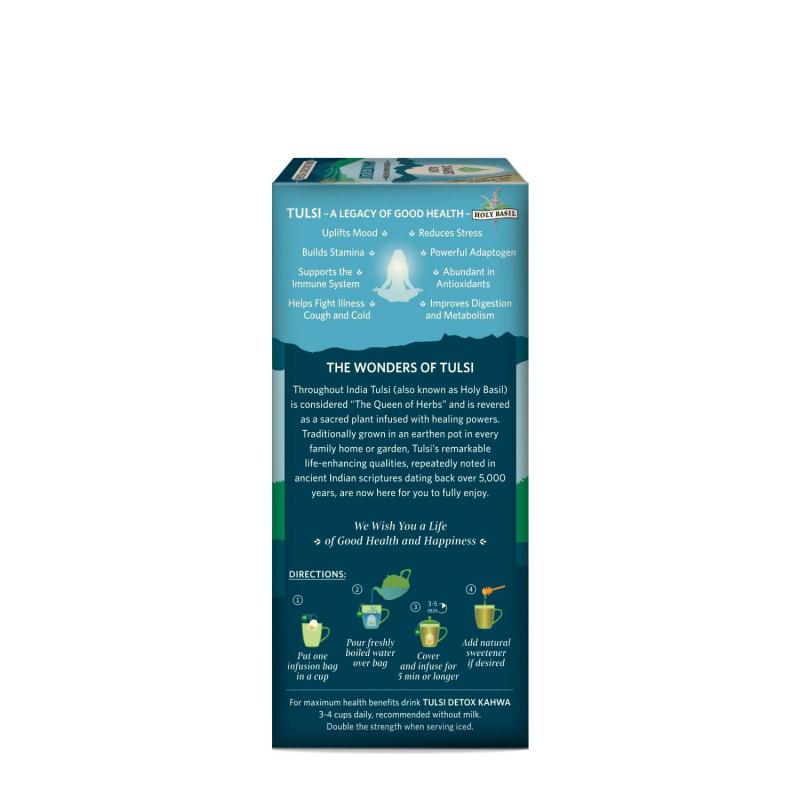 TULSI ~ A LEGACY OF GOOD HEALTH ~ HOLY BASIL
Uplifts Mood
Reduces Stress
Builds Stamina
Powerful Adaptogen
Supports the
Immune System
Abundant in
Antioxidants
Helps Fight Illness
Cough and Cold
Improves Digestion
and Metabolism
THE WONDERS OF TULSI
Throughout India Tulsi (also known as Holy Basil)
is considered "The Queen of Herbs" and is revered
as a sacred plant infused with healing powers.
Traditionally grown in an earthen pot in every
family home or garden, Tulsi's remarkable
life-enhancing qualities, repeatedly noted in
ancient Indian scriptures dating back over 5,000
years, are now here for you to fully enjoy.
We Wish You a Life
of Good Health and Happiness
DIRECTIONS:
1
Put one
infusion bag
in a cup
2
Pour freshly
boiled water
over bag
3
3-5
min.
Cover
and infuse for
5 min or longer
4
Add natural
sweetener
if desired
For maximum health benefits drink TULSI DETOX KAHWA
3-4 cups daily, recommended without milk.
Double the strength when serving iced.